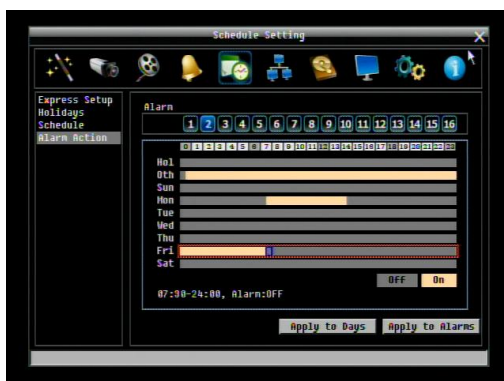 Schedule Setting
X
Express Setup
Holidays
Schedule
Alarm Action
Alarm
1 2 3 4 5 6 7 8 9 10 11 12 13 14 15 16
0 1 2 3 4 5 6 7 8 9 10 11 12 13 14 15 16 17 18 19 20 21 22 23
Hol
Oth
Sun
Mon
Tue
Wed
Thu
Fri
Sat
Off On
07:30~24:00, Alarm:OFF
Apply to Days Apply to Alarms